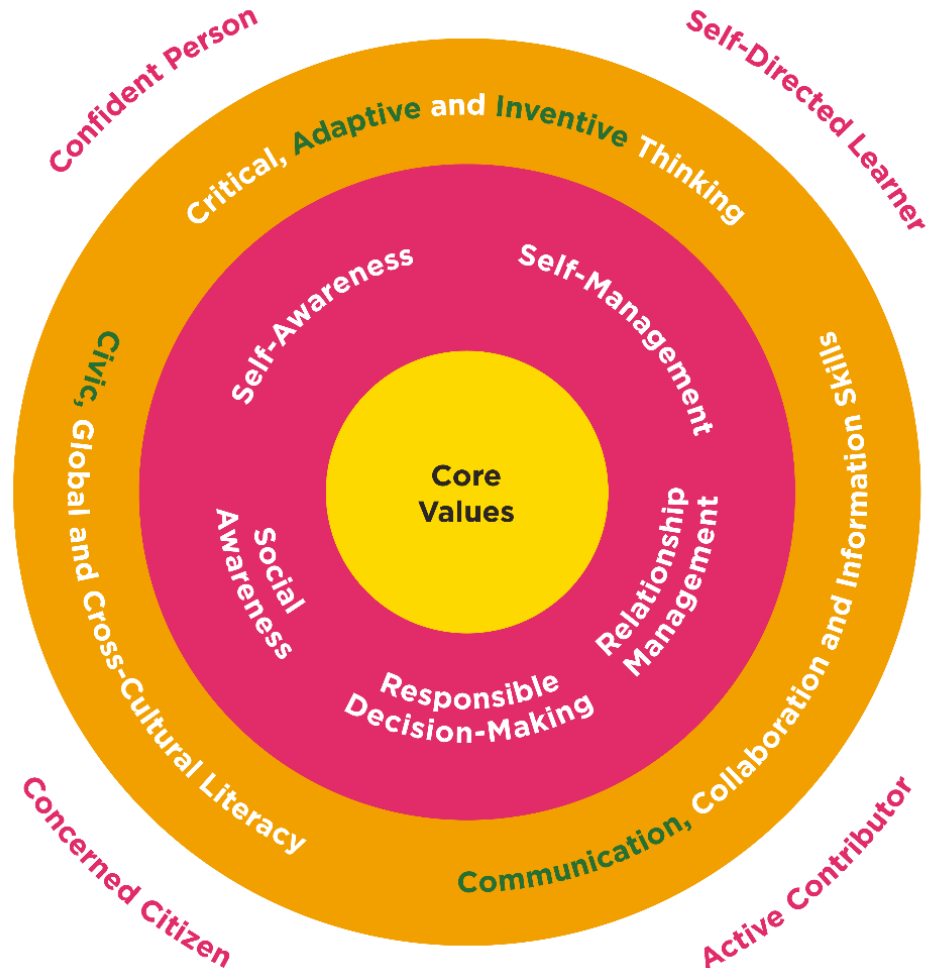 Confident Person
Self-Directed Learner
Critical, Adaptive and Inventive Thinking
Self-Awareness
Self-Management
Civic, Global and Cross-Cultural Literacy
Core
Values
Communication, Collaboration and Information Skills
Social
Awareness
Relationship
Management
Responsible
Decision-Making
Concerned Citizen
Active Contributor